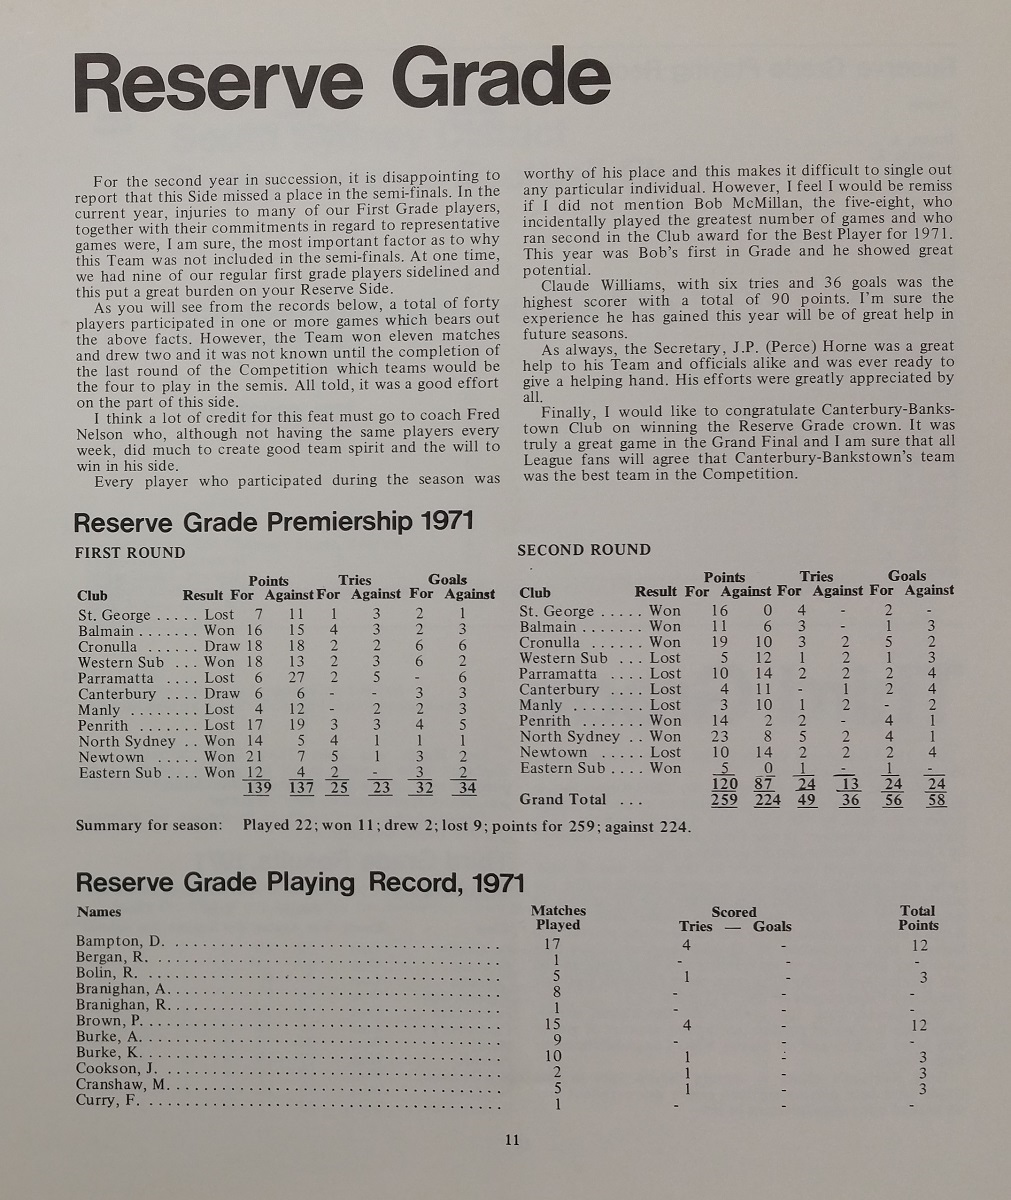 Reserve Grade
For the second year in succession, it is disappointing to
report that this Side missed a place in the semi-finals. In the
current year, injuries to many of our First Grade players,
together with their commitments in regard to representative
games were, I am sure, the most important factor as to why
this Team was not included in the semi-finals. At one time,
we had nine of our regular first grade players sidelined and
this put a great burden on your Reserve Side.
As you will see from the records below, a total of forty
players participated in one or more games which bears out
the above facts. However, the Team won eleven matches
and drew two and it was not known until the completion of
the last round of the Competition which teams would be
the four to play in the semis. All told, it was a good effort
on the part of this side.
I think a lot of credit for this feat must go to coach Fred
Nelson who, although not having the same players every
week, did much to create good team spirit and the will to
win in his side.
Every player who participated during the season was
worthy of his place and this makes it difficult to single out
any particular individual. However, I feel I would be remiss
if I did not mention Bob McMillan, the five-eight, who
incidentally played the greatest number of games and who
ran second in the Club award for the Best Player for 1971.
This year was Bob's first in Grade and he showed great
potential.
Claude Williams, with six tries and 36 goals was the
highest scorer with a total of 90 points. I'm sure the
experience he has gained this year will be of great help in
future seasons.
As always, the Secretary, J.P. (Perce) Horne was a great
help to his Team and officials alike and was ever ready to
give a helping hand. His efforts were greatly appreciated by
all.
Finally, I would like to congratulate Canterbury-Banks-
town Club on winning the Reserve Grade crown. It was
truly a great game in the Grand Final and I am sure that all
League fans will agree that Canterbury-Bankstown's team
was the best team in the Competition.
Reserve Grade Premiership 1971
FIRST ROUND
Points Tries Goals
Club Result For Against For Against For Against
St. George ..... Lost 7 11 1 3 2 1
Balmain ....... Won 16 15 4 3 2 3
Cronulla ...... Draw 18 18 2 2 6 6
Western Sub ... Won 18 13 2 3 6 2
Parramatta .... Lost 6 27 2 5 - 6
Canterbury .... Draw 6 6 - - 3 3
Manly ........ Lost 4 12 - 2 2 3
Penrith ....... Lost 17 19 3 3 4 5
North Sydney .. Won 14 5 4 1 1 1
Newtown ..... Won 21 7 5 1 3 2
Eastern Sub .... Won 12 4 2 - 3 2
139 137 25 23 32 34
SECOND ROUND
Points Tries Goals
Club Result For Against For Against For Against
St. George ..... Won 16 0 4 - 2 -
Balmain ....... Won 11 6 3 - 1 3
Cronulla ...... Won 19 10 3 2 5 2
Western Sub ... Lost 5 12 1 2 1 3
Parramatta .... Lost 10 14 2 2 2 4
Canterbury .... Lost 4 11 - 1 2 4
Manly ........ Lost 3 10 1 2 - 2
Penrith ....... Won 14 2 2 - 4 1
North Sydney .. Won 23 8 5 2 4 1
Newtown ..... Lost 10 14 2 2 2 4
Eastern Sub .... Won 5 0 1 - 1 -
120 87 24 13 24 24
Grand Total ... 259 224 49 36 56 58
Summary for season: Played 22; won 11; drew 2; lost 9; points for 259; against 224.
Reserve Grade Playing Record, 1971
Names Matches Played Scored Tries — Goals Total Points
Bampton, D. 17 4 - 12
Bergan, R. 1 - - -
Bolin, R. 5 1 - 3
Branighan, A. 8 - - -
Branighan, R. 1 - - -
Brown, P. 15 4 - 12
Burke, A. 9 - - -
Burke, K. 10 1 - 3
Cookson, J. 2 1 - 3
Cranshaw, M. 5 1 - 3
Curry, F. 1 - - -
11